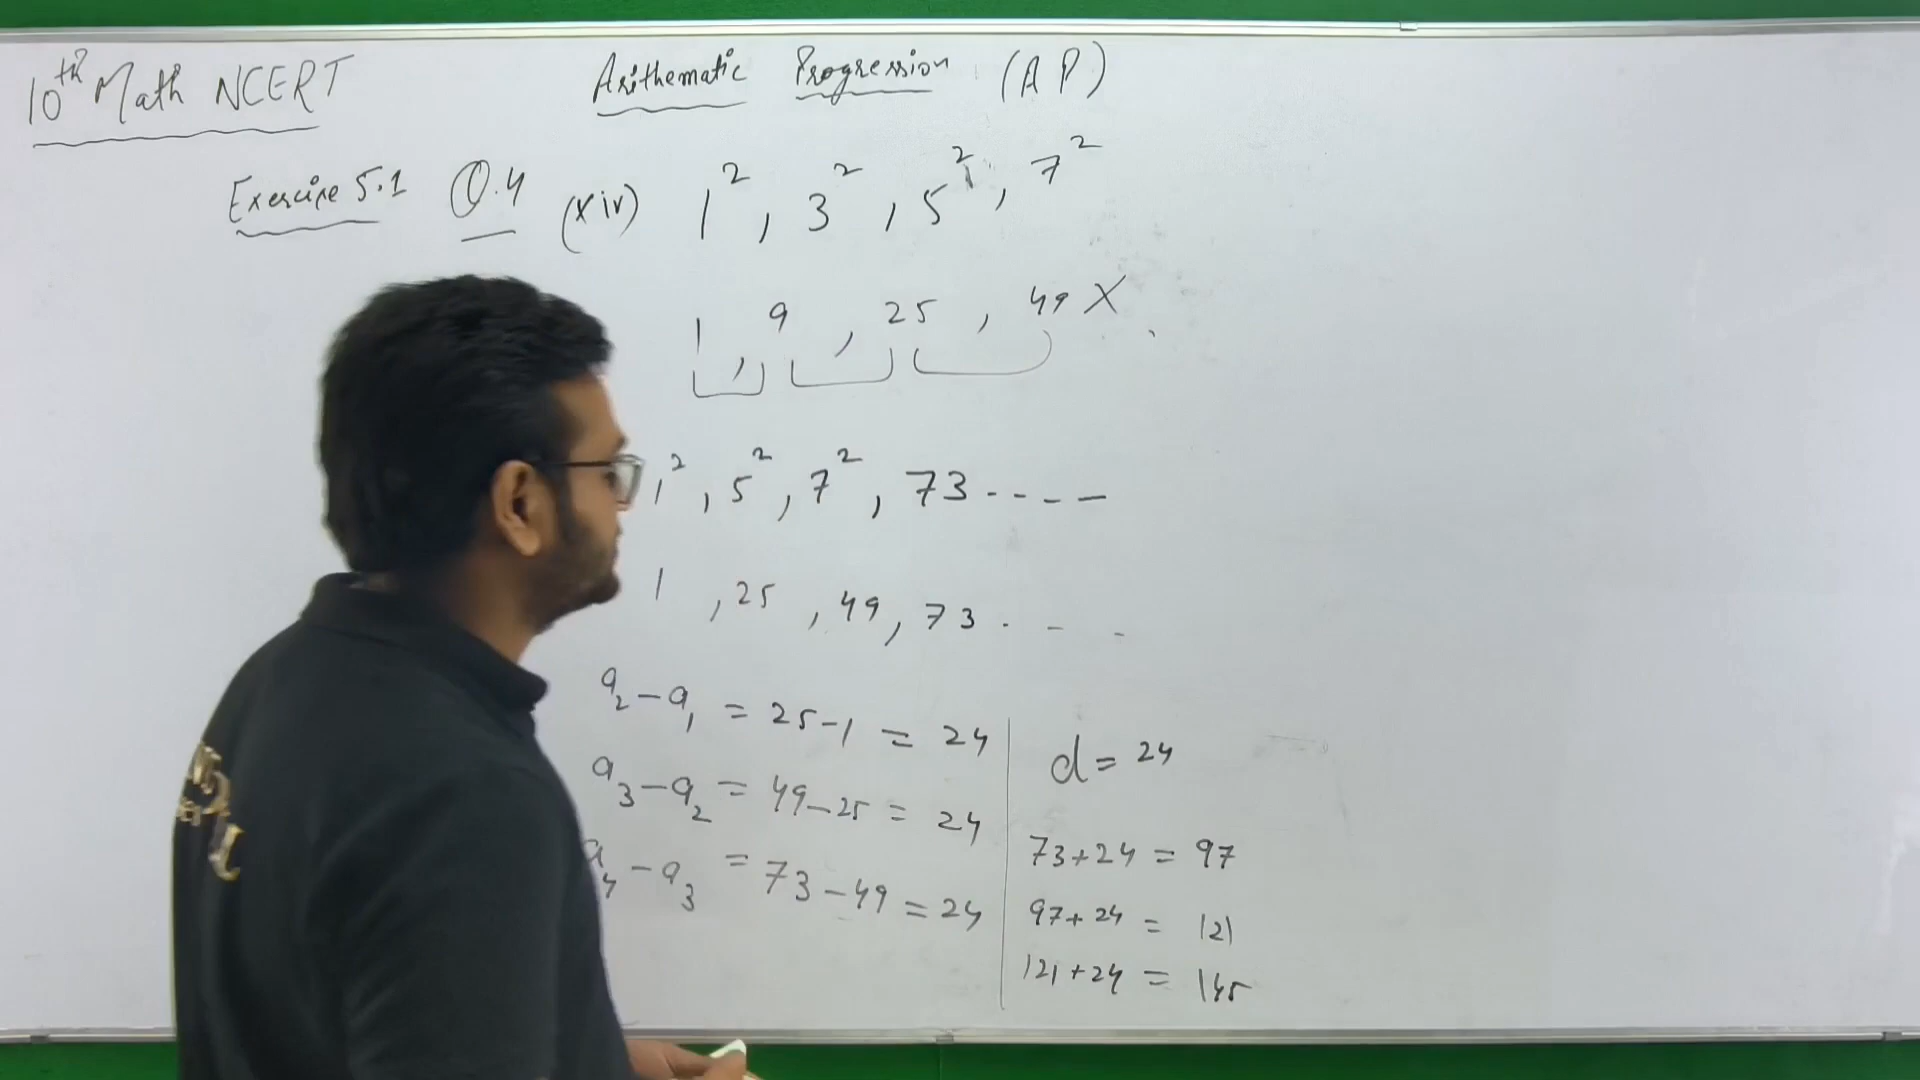 10th Math NCERT
Arithematic Progression (AP)
Exercise 5.1 Q.4 (xiv) 1², 3², 5², 7²
1, 9, 25, 49 X
1², 5², 7², 73 ----
1, 25, 49, 73 . - -
a₂-a₁ = 25-1 = 24
a₃-a₂ = 49-25 = 24
a₄-a₃ = 73-49 = 24
d = 24
73+24 = 97
97+24 = 121
121+24 = 145